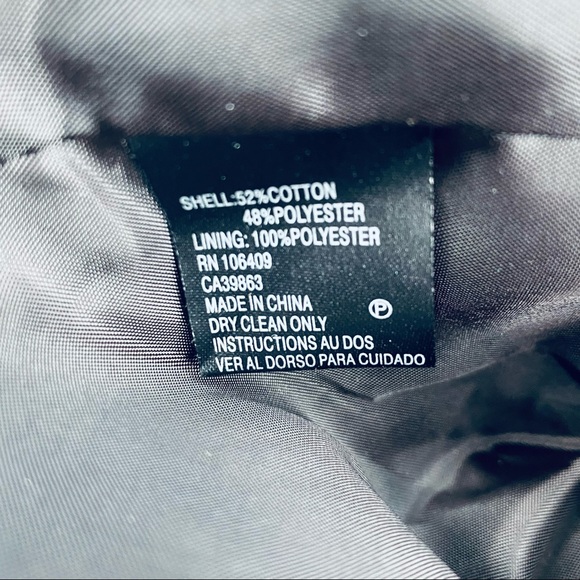 SHELL:52%COTTON
48%POLYESTER
LINING: 100%POLYESTER
RN 106409
CA39863
MADE IN CHINA
P
DRY CLEAN ONLY
INSTRUCTIONS AU DOS
VER AL DORSO PARA CUIDADO